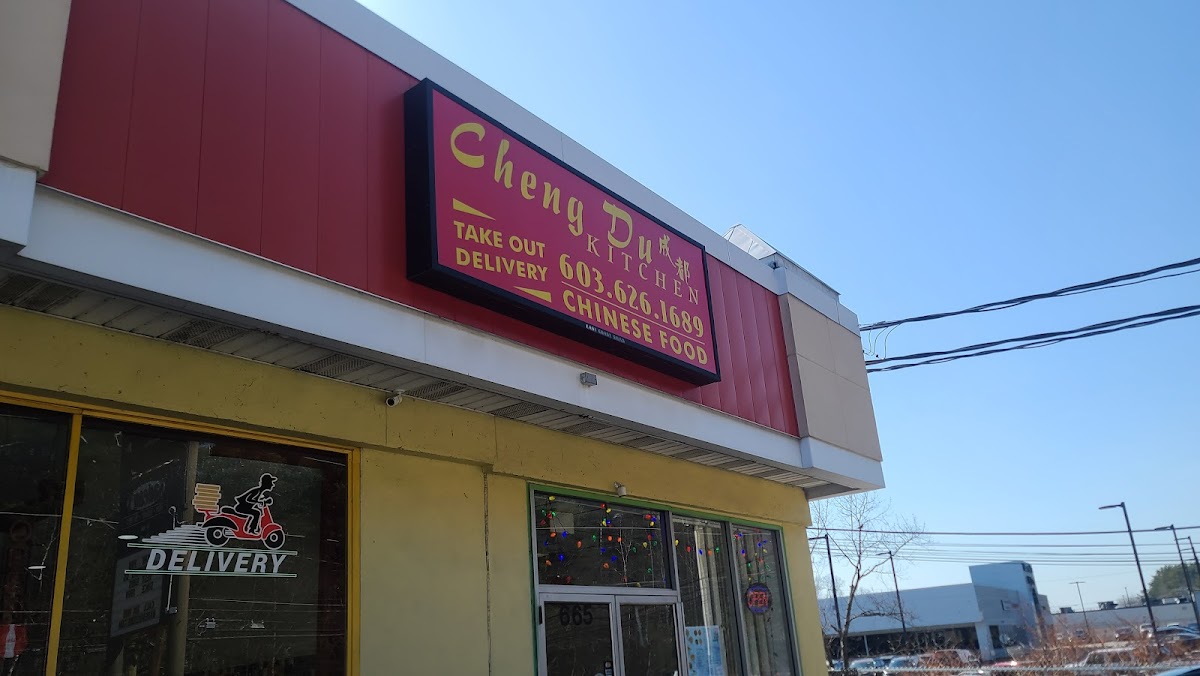 Cheng Du 成都
KITCHEN
TAKE OUT
DELIVERY
603.626.1689
CHINESE FOOD
DELIVERY
665
OPEN